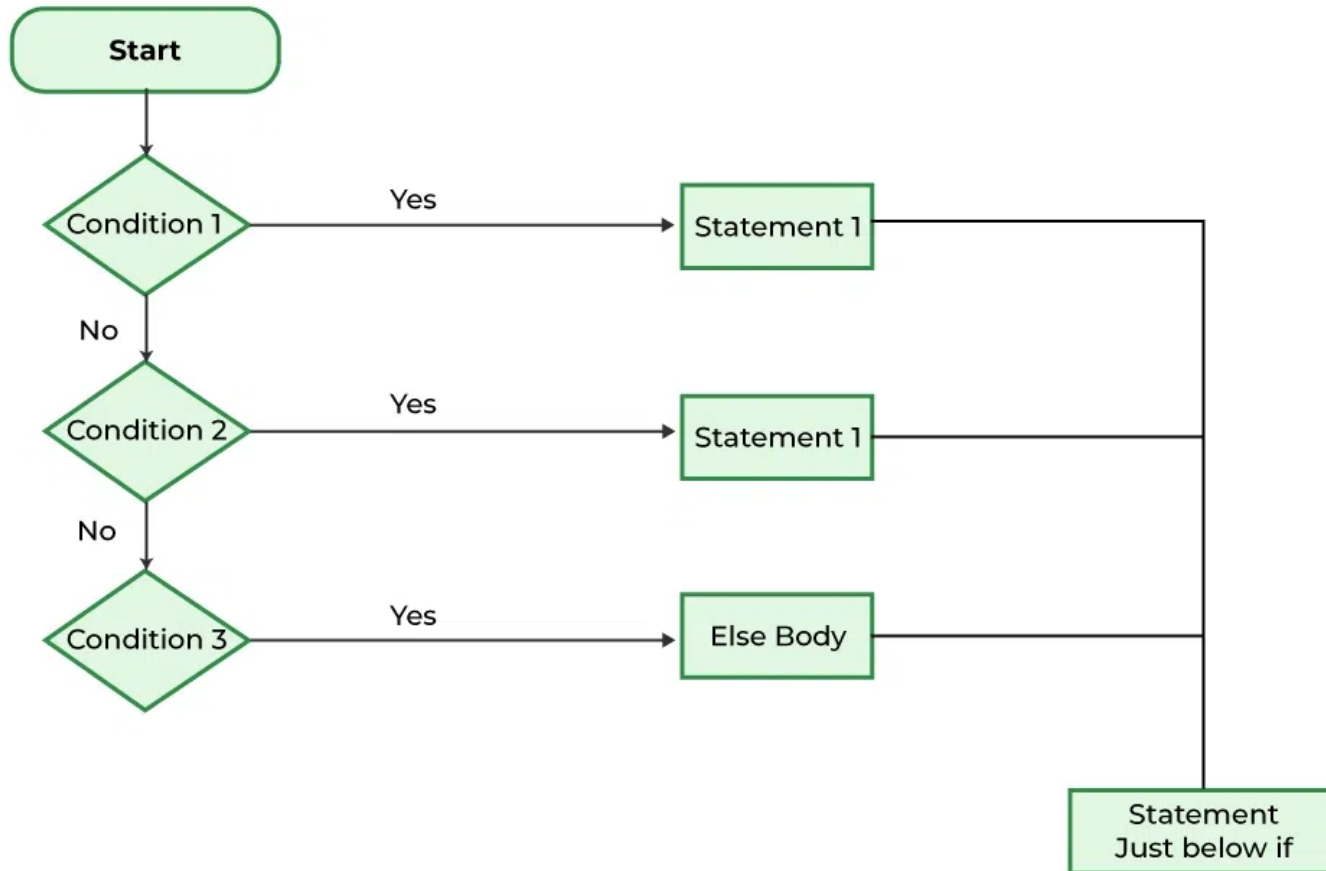 Start
Condition 1
Yes
Statement 1
No
Condition 2
Yes
Statement 1
No
Condition 3
Yes
Else Body
Statement
Just below if